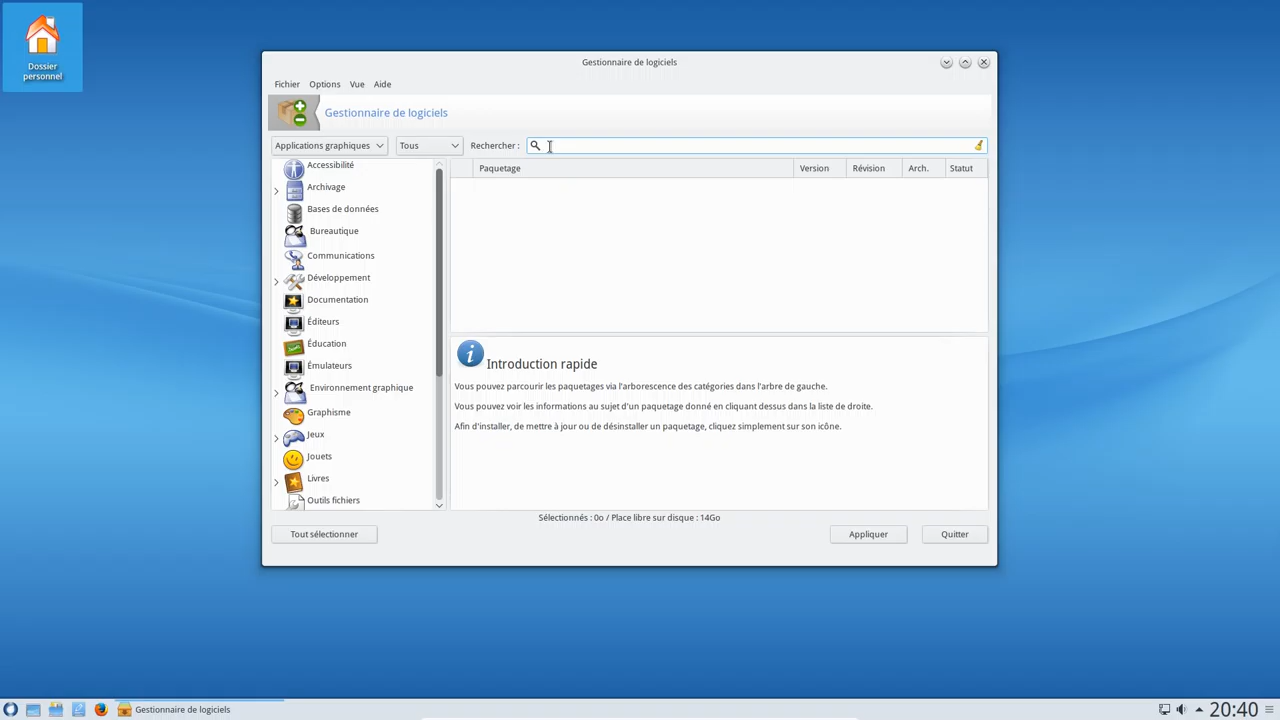 Dossier
personnel
Gestionnaire de logiciels
Fichier Options Vue Aide
Gestionnaire de logiciels
Applications graphiques Tous Rechercher :
Paquetage Version Révision Arch. Statut
Accessibilité
Archivage
Bases de données
Bureautique
Communications
Développement
Documentation
Éditeurs
Éducation
Émulateurs
Environnement graphique
Graphisme
Jeux
Jouets
Livres
Outils fichiers
Introduction rapide
Vous pouvez parcourir les paquetages via l'arborescence des catégories dans l'arbre de gauche.
Vous pouvez voir les informations au sujet d'un paquetage donné en cliquant dessus dans la liste de droite.
Afin d'installer, de mettre à jour ou de désinstaller un paquetage, cliquez simplement sur son icône.
Sélectionnés : 0o / Place libre sur disque : 14Go
Tout sélectionner Appliquer Quitter
Gestionnaire de logiciels 20:40